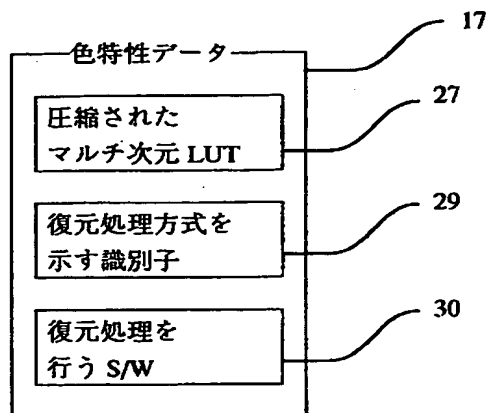 17
色特性データ
圧縮された
マルチ次元 LUT
27
復元処理方式を
示す識別子
29
復元処理を
行う S/W
30